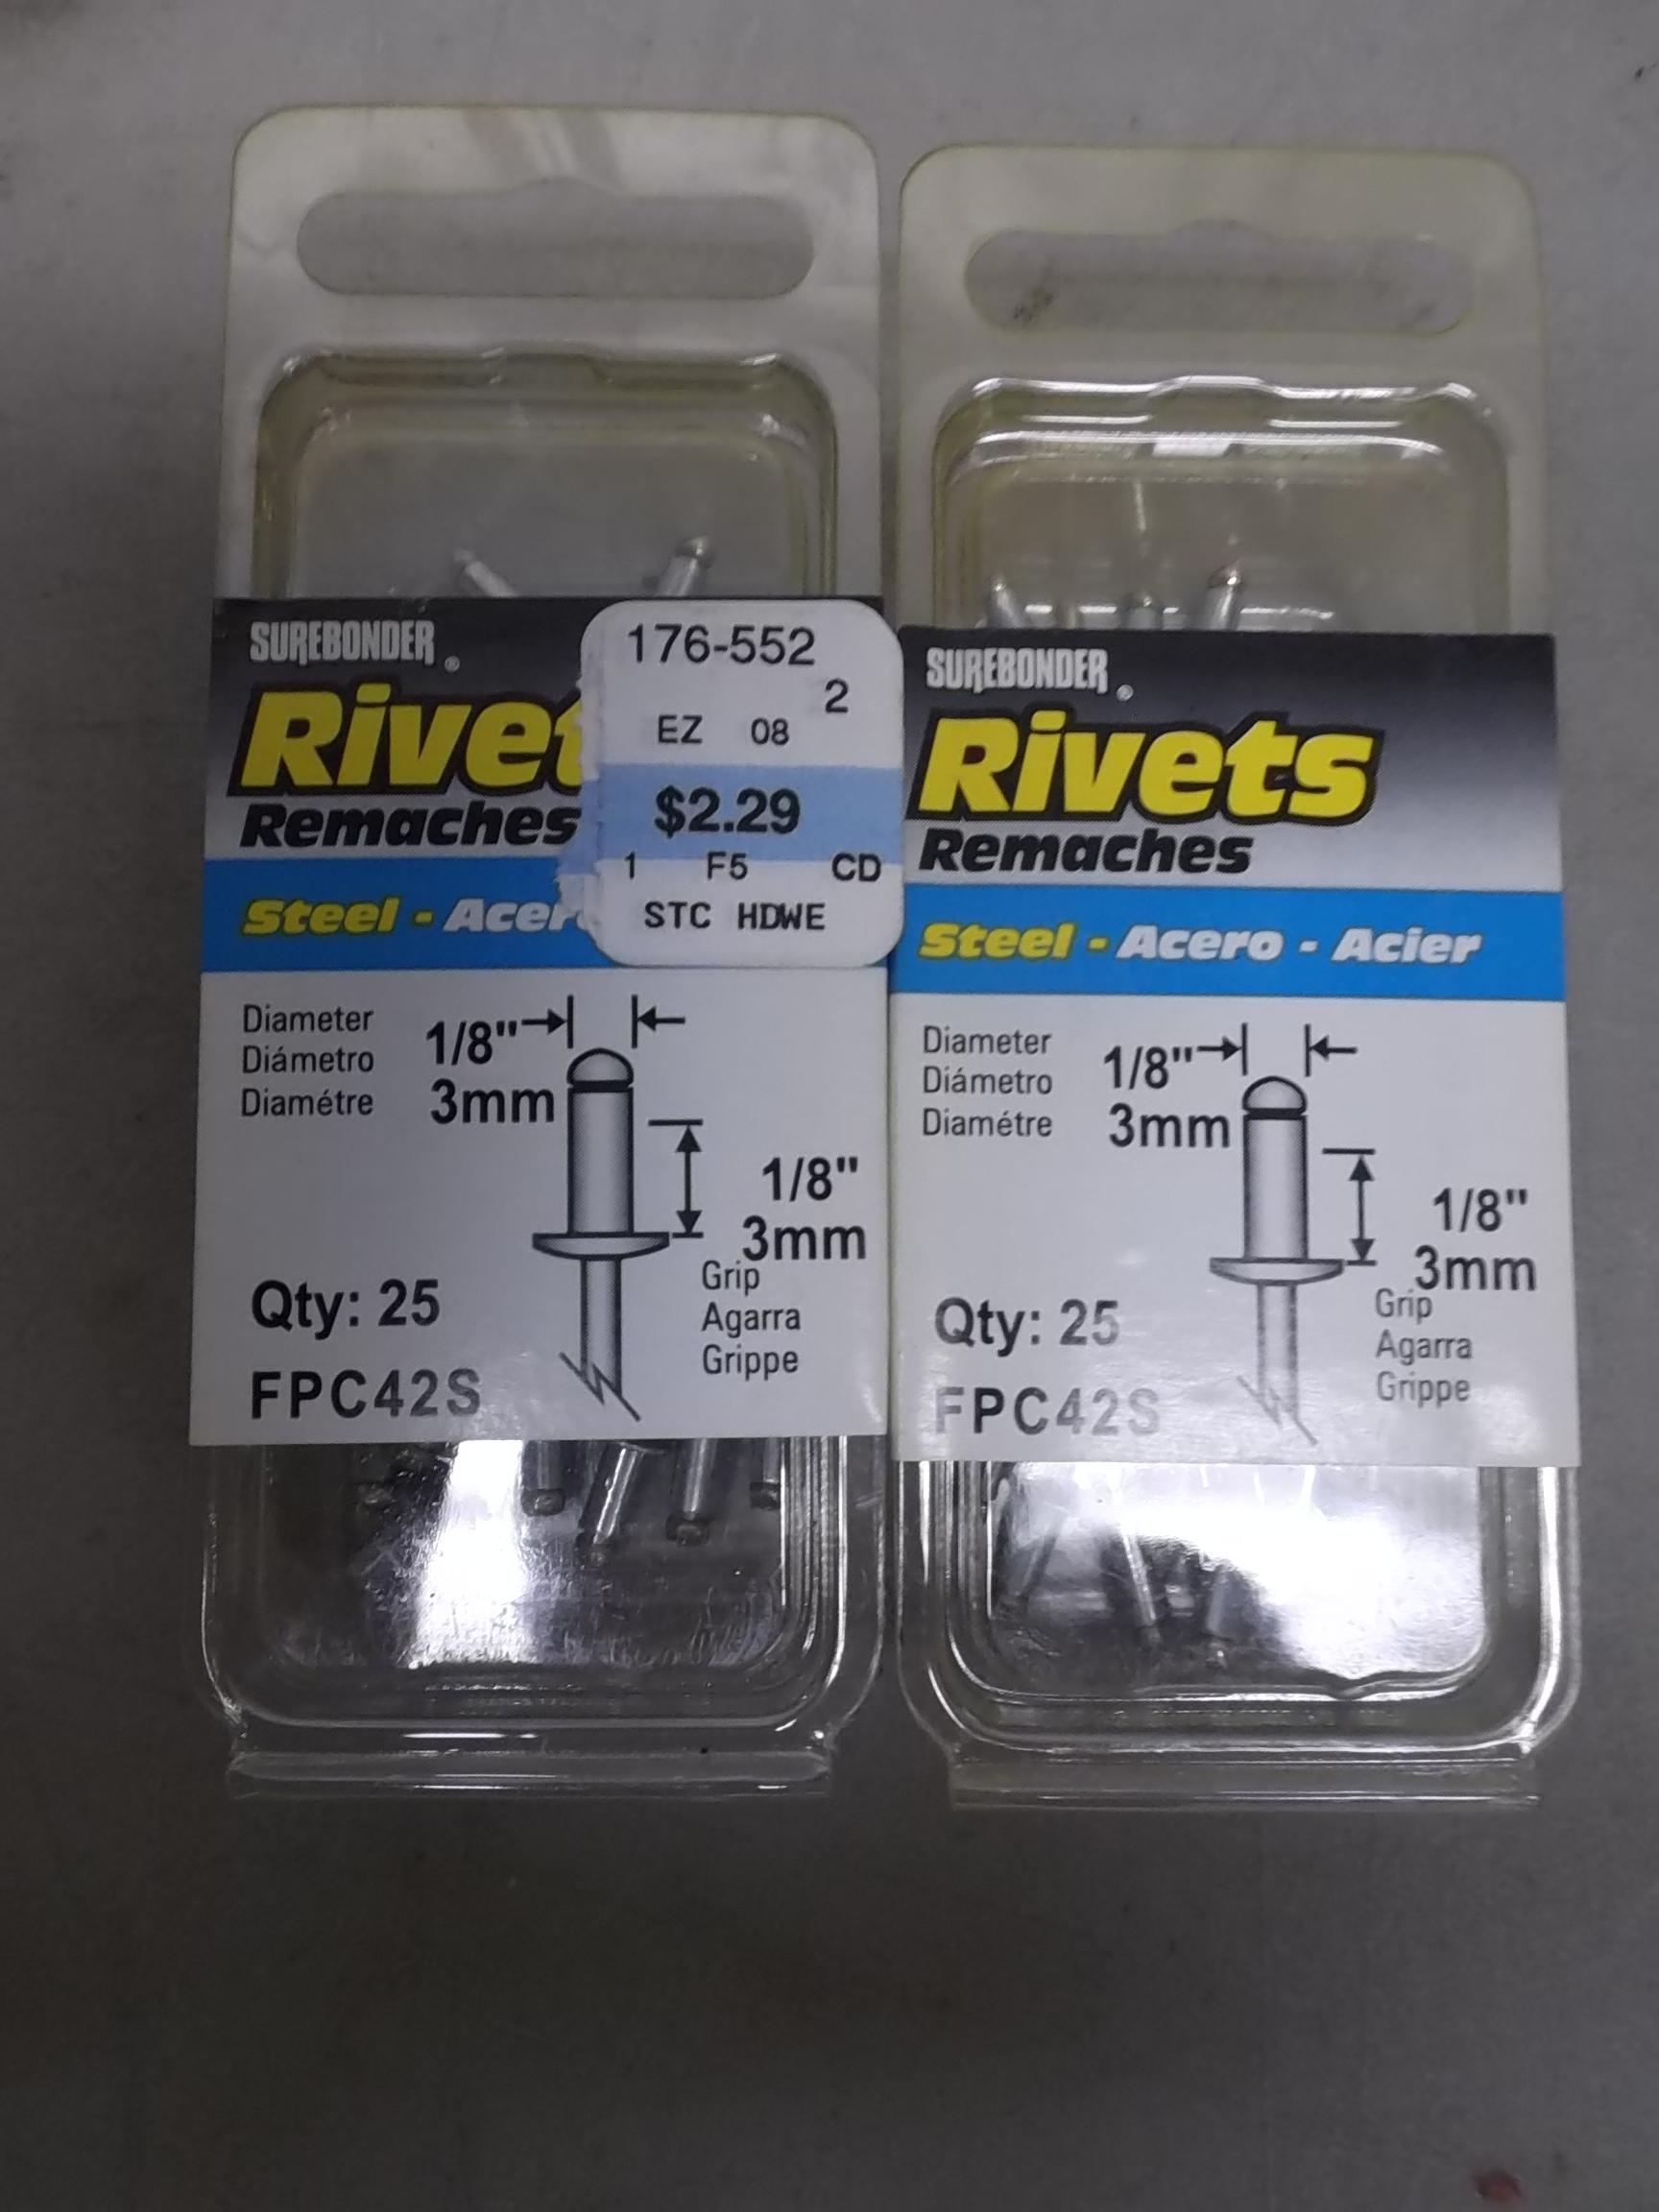 SUREBONDER®
Rivet
Remaches
Steel - Acer
176-552
2
EZ 08
$2.29
1 F5 CD
STC HDWE
Diameter
Diámetro
Diamétre
1/8"
3mm
1/8"
3mm
Grip
Agarra
Grippe
Qty: 25
FPC42S
SUREBONDER®
Rivets
Remaches
Steel - Acero - Acier
Diameter
Diámetro
Diamétre
1/8"
3mm
1/8"
3mm
Grip
Agarra
Grippe
Qty: 25
FPC42S